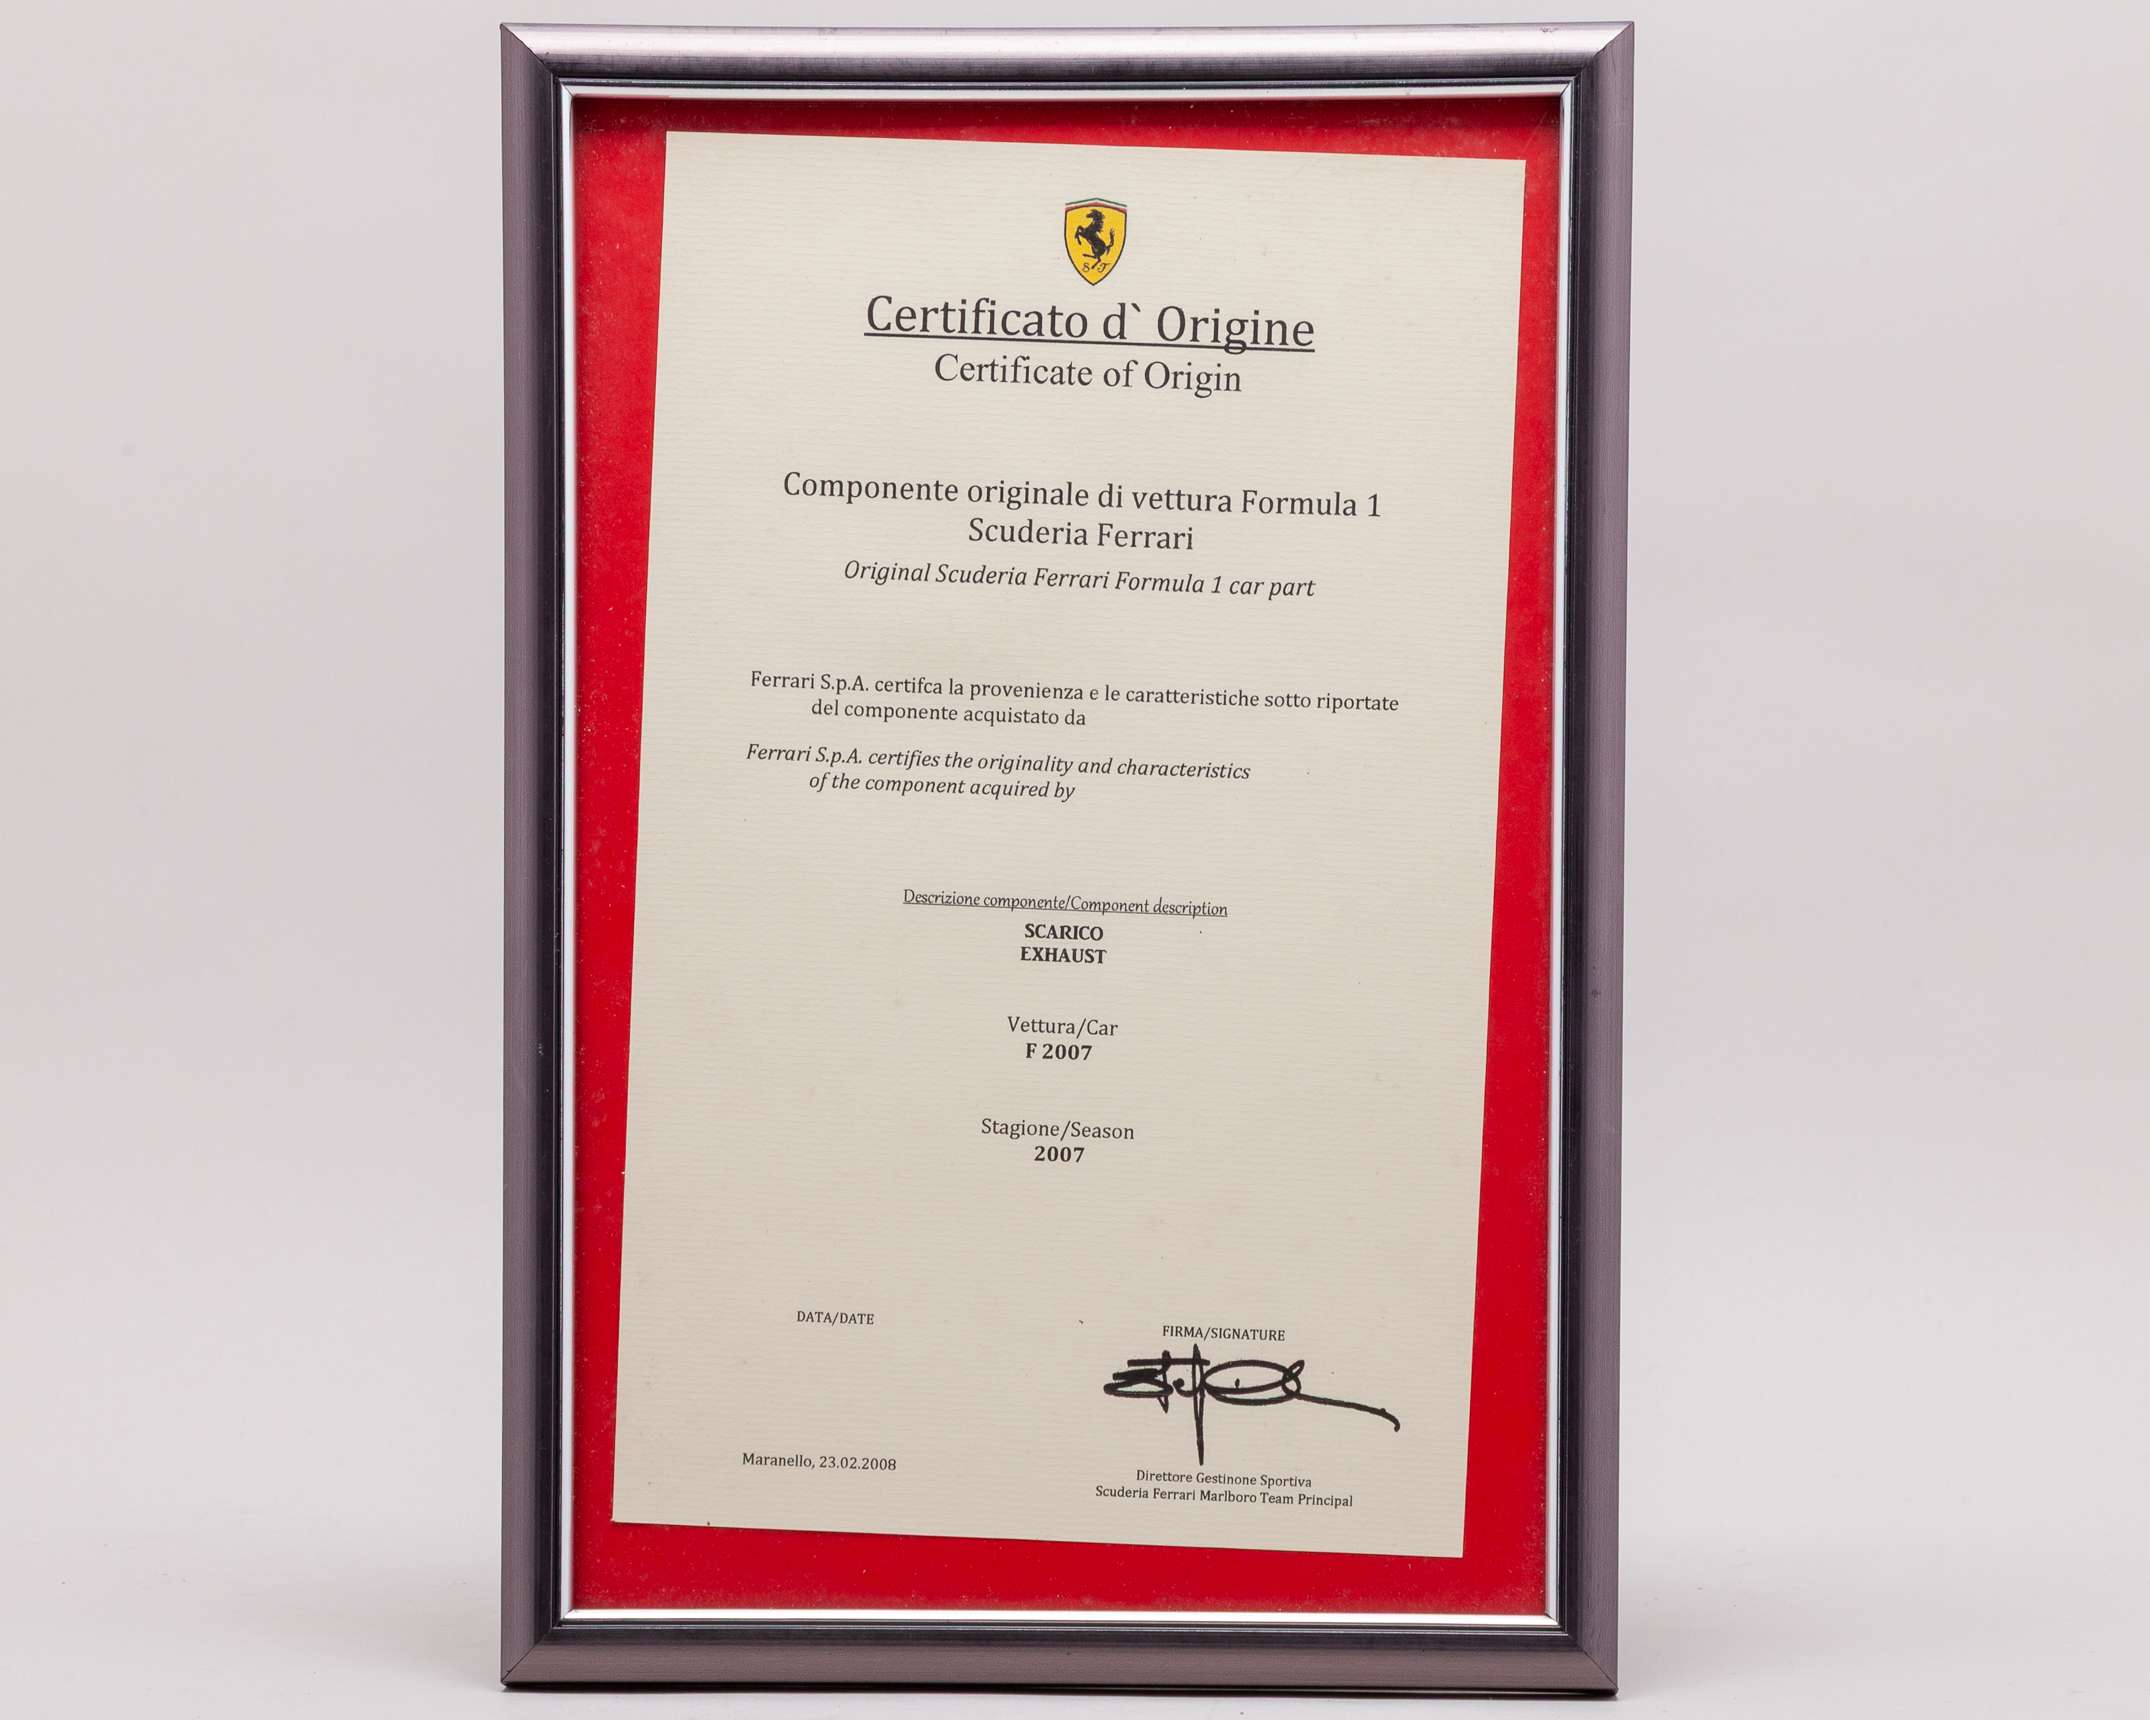 S F
Certificato d` Origine
Certificate of Origin
Componente originale di vettura Formula 1
Scuderia Ferrari
Original Scuderia Ferrari Formula 1 car part
Ferrari S.p.A. certifca la provenienza e le caratteristiche sotto riportate
del componente acquistato da
Ferrari S.p.A. certifies the originality and characteristics
of the component acquired by
Descrizione componente/Component description
SCARICO
EXHAUST
Vettura/Car
F 2007
Stagione/Season
2007
DATA/DATE
FIRMA/SIGNATURE
Maranello, 23.02.2008
Direttore Gestinone Sportiva
Scuderia Ferrari Marlboro Team Principal